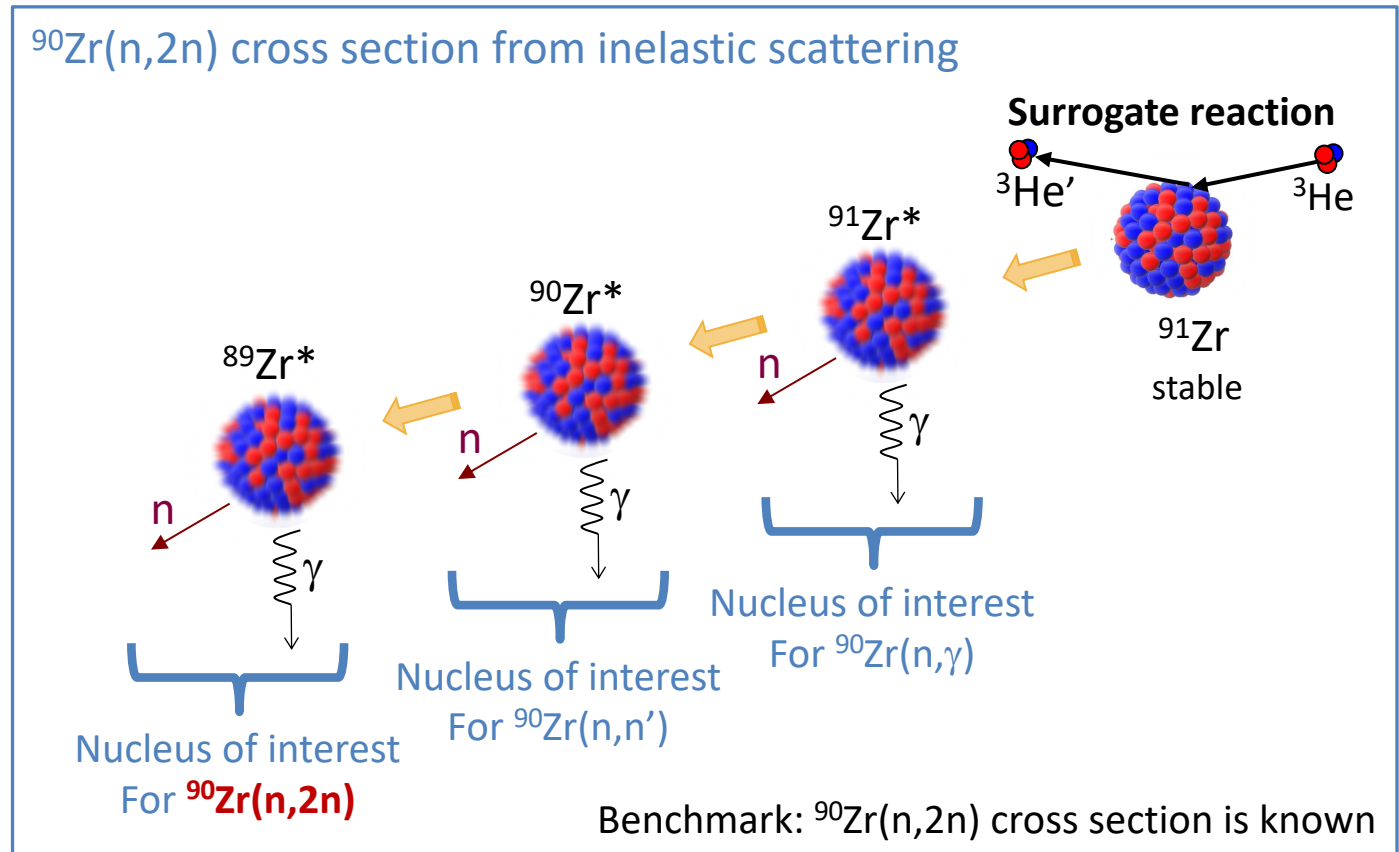 ⁹⁰Zr(n,2n) cross section from inelastic scattering
Surrogate reaction
³He’
³He
⁹¹Zr
stable
⁹¹Zr*
n
γ
Nucleus of interest
For ⁹⁰Zr(n,γ)
⁹⁰Zr*
n
γ
Nucleus of interest
For ⁹⁰Zr(n,n’)
⁸⁹Zr*
n
γ
Nucleus of interest
For ⁹⁰Zr(n,2n)
Benchmark: ⁹⁰Zr(n,2n) cross section is known